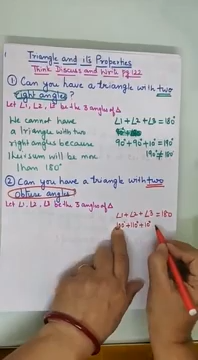 Triangle and its Properties
Think Discuss and Write pg 122
① Can you have a triangle with two
right angles?
Let ∠1, ∠2, ∠3 be the 3 angles of Δ
We cannot have
a triangle with two
right angles because
their sum will be more
than 180°
∠1 + ∠2 + ∠3 = 180
90° + 90° + 10° = 190°
190° ≠ 180°
② Can you have a triangle with two
Obtuse angles
Let ∠1, ∠2, ∠3 be the 3 angles of Δ
∠1 + ∠2 + ∠3 = 180
+ 110° + 10°